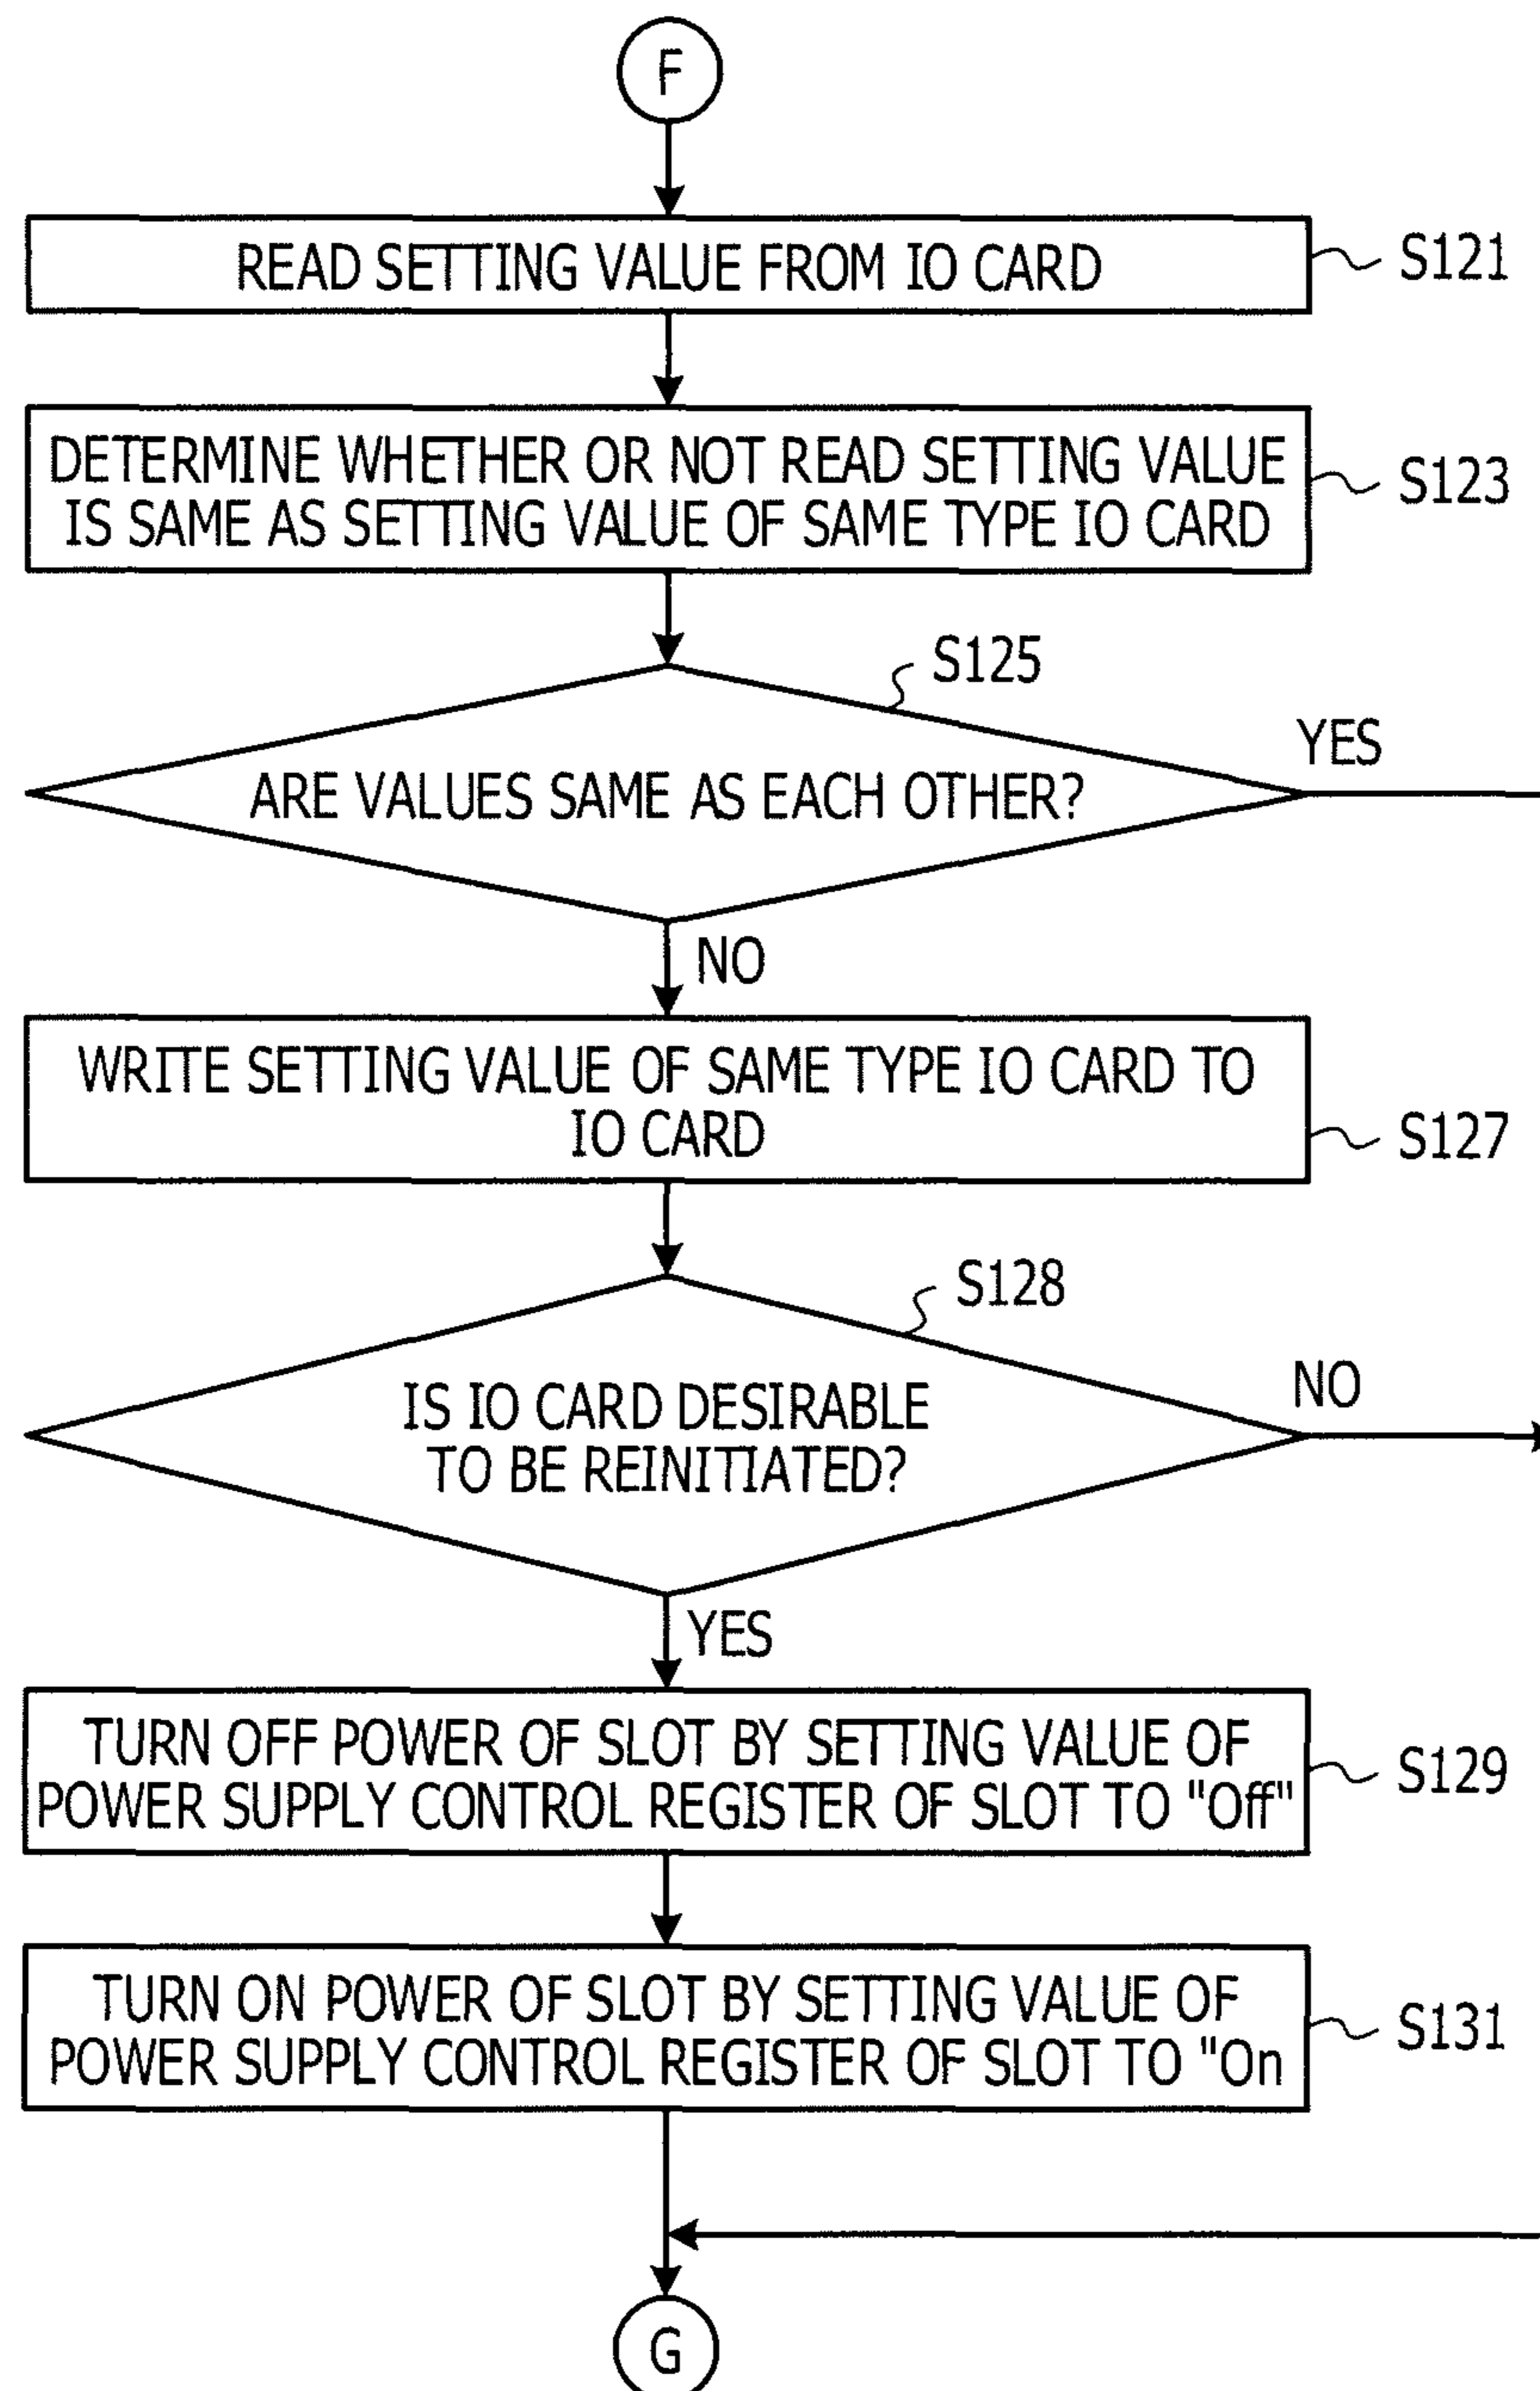 F
READ SETTING VALUE FROM IO CARD
S121
DETERMINE WHETHER OR NOT READ SETTING VALUE
IS SAME AS SETTING VALUE OF SAME TYPE IO CARD
S123
S125
YES
ARE VALUES SAME AS EACH OTHER?
NO
WRITE SETTING VALUE OF SAME TYPE IO CARD TO
IO CARD
S127
S128
NO
IS IO CARD DESIRABLE
TO BE REINITIATED?
YES
TURN OFF POWER OF SLOT BY SETTING VALUE OF
POWER SUPPLY CONTROL REGISTER OF SLOT TO "Off"
S129
TURN ON POWER OF SLOT BY SETTING VALUE OF
POWER SUPPLY CONTROL REGISTER OF SLOT TO "On
S131
G